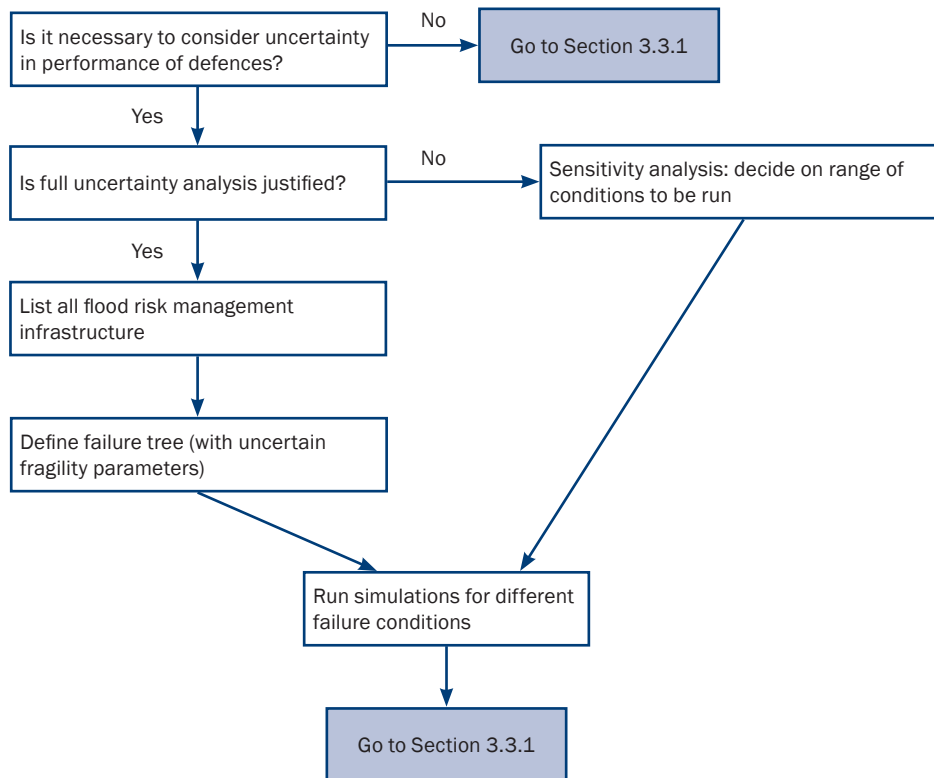 Is it necessary to consider uncertainty
in performance of defences?
No
Go to Section 3.3.1
Yes
Is full uncertainty analysis justified?
No
Sensitivity analysis: decide on range of
conditions to be run
Yes
List all flood risk management
infrastructure
Define failure tree (with uncertain
fragility parameters)
Run simulations for different
failure conditions
Go to Section 3.3.1